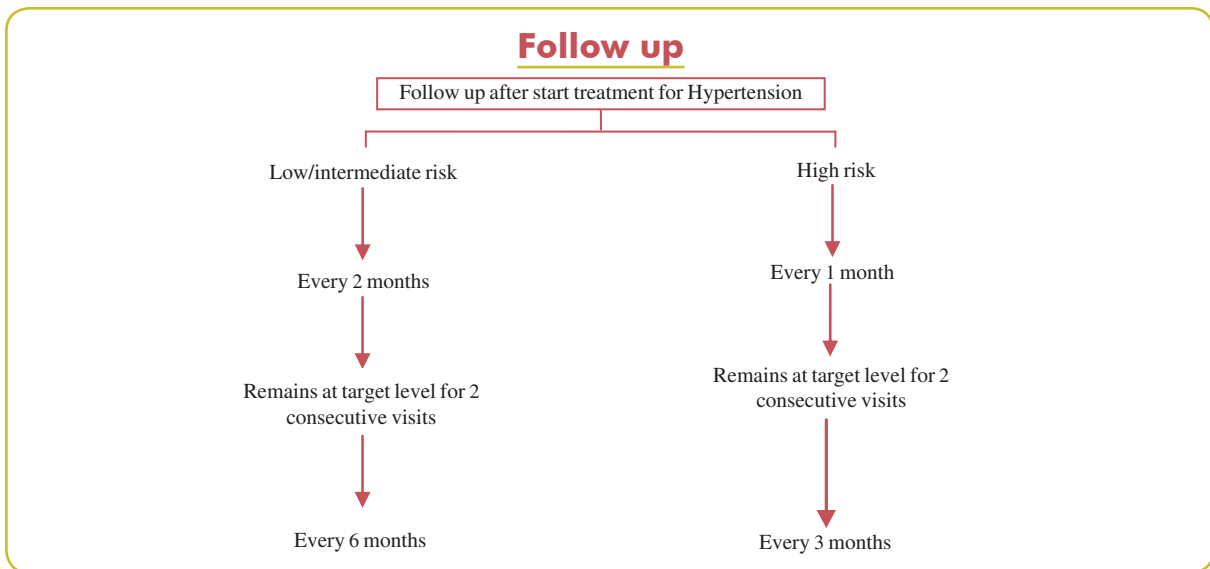 Follow up
Follow up after start treatment for Hypertension
Low/intermediate risk
High risk
Every 2 months
Every 1 month
Remains at target level for 2
consecutive visits
Remains at target level for 2
consecutive visits
Every 6 months
Every 3 months